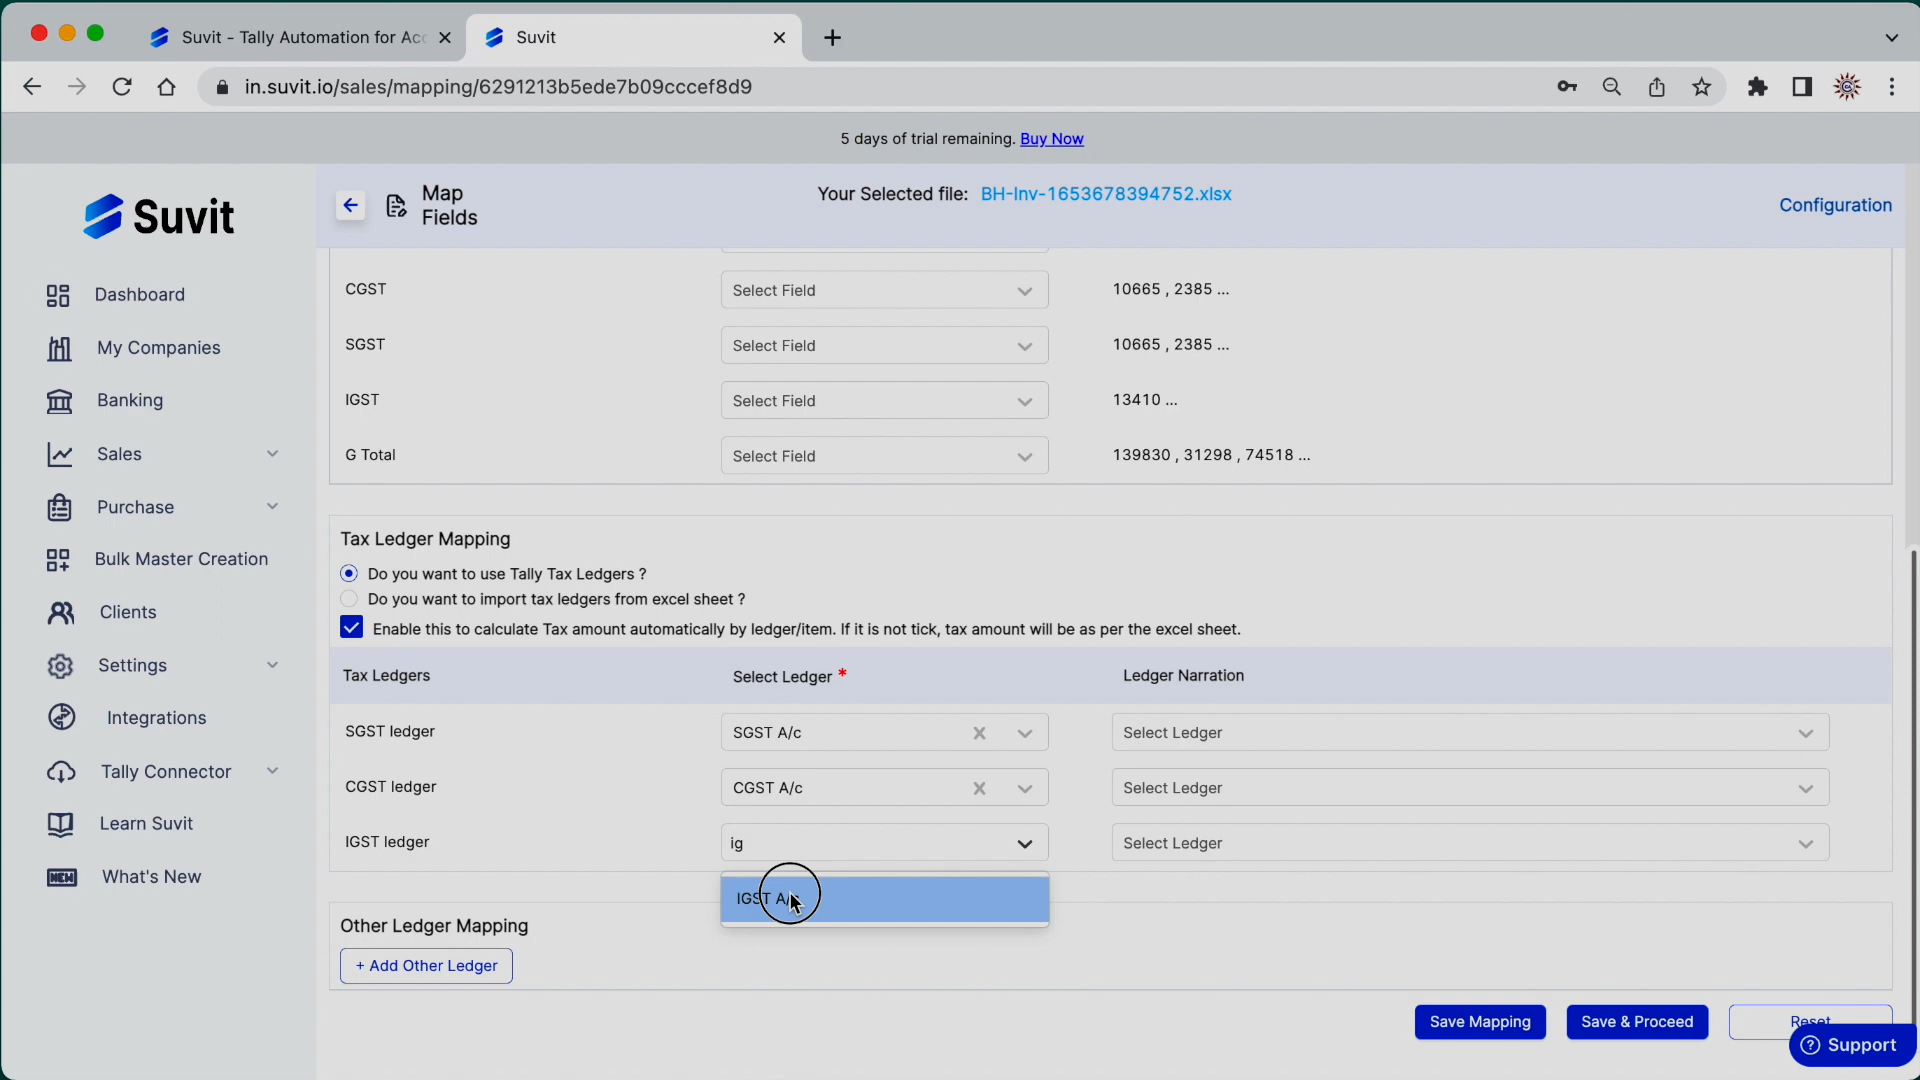 Suvit - Tally Automation for Acc
Suvit
in.suvit.io/sales/mapping/6291213b5ede7b09cccef8d9
5 days of trial remaining. Buy Now
Suvit
Dashboard
My Companies
Banking
Sales
Purchase
Bulk Master Creation
Clients
Settings
Integrations
Tally Connector
Learn Suvit
NEW What's New
Map
Fields
Your Selected file: BH-Inv-1653678394752.xlsx
Configuration
CGST Select Field 10665 , 2385 ...
SGST Select Field 10665 , 2385 ...
IGST Select Field 13410 ...
G Total Select Field 139830 , 31298 , 74518 ...
Tax Ledger Mapping
Do you want to use Tally Tax Ledgers ?
Do you want to import tax ledgers from excel sheet ?
Enable this to calculate Tax amount automatically by ledger/item. If it is not tick, tax amount will be as per the excel sheet.
Tax Ledgers Select Ledger * Ledger Narration
SGST ledger SGST A/c Select Ledger
CGST ledger CGST A/c Select Ledger
IGST ledger ig Select Ledger
IGST A/c
Other Ledger Mapping
+ Add Other Ledger
Save Mapping Save & Proceed Reset
Support